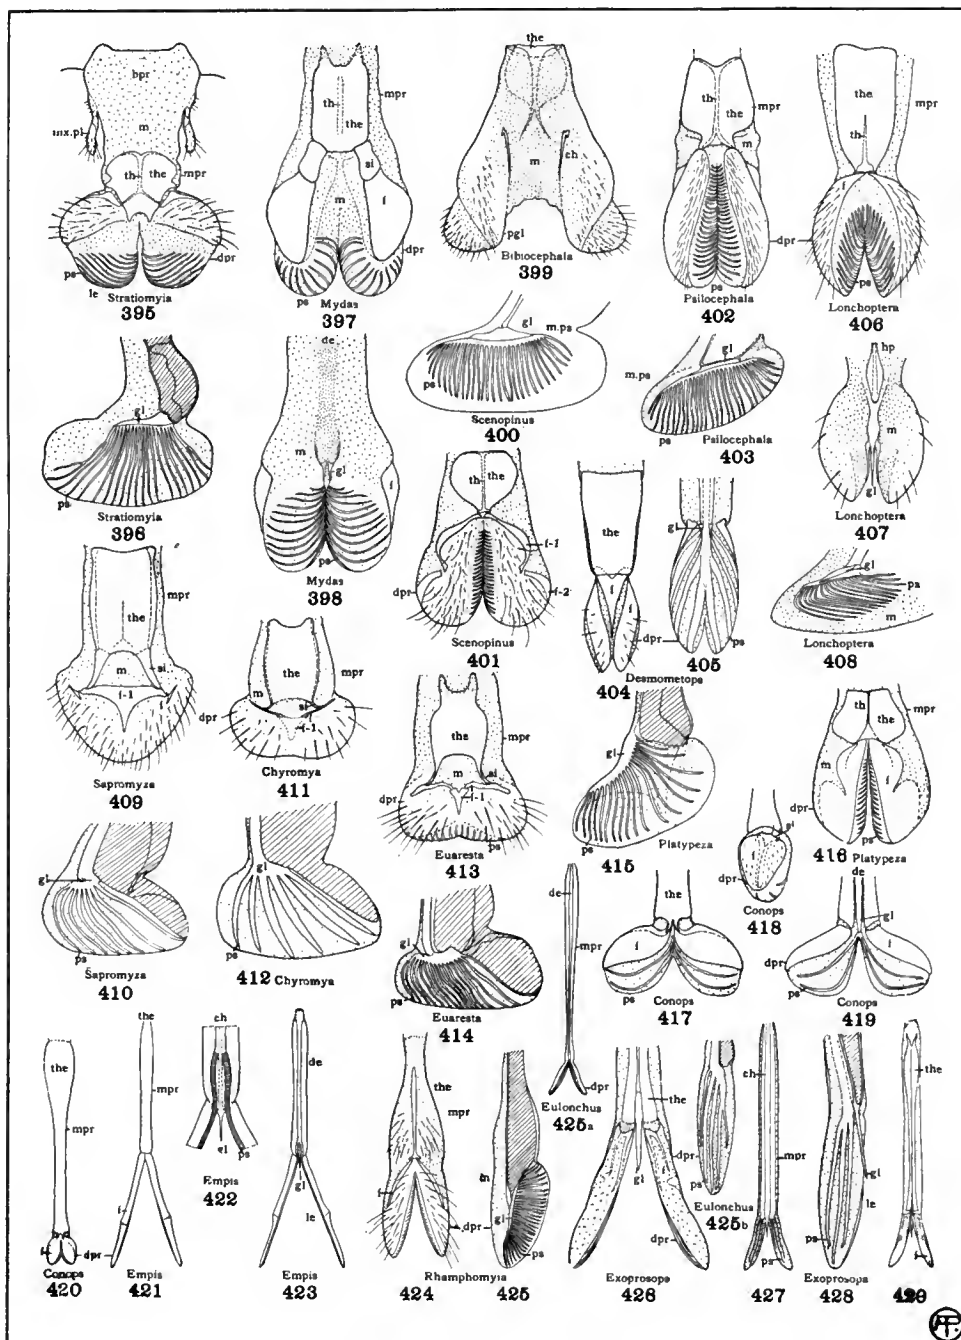 the
bpr
mpr
th
the
mpr
the
mpr
m
mx.pl
th
the
mpr
si
m
f
m
ch
th
the
m
th
f
dpr
ps
le
Stratiomyia
395
dpr
ps
Mydas
397
pgl
Bibiocephala
399
dpr
ps
Psilocephala
402
ps
Lonchoptera
406
de
gl
m.ps
ps
Scenopinus
400
gl
m.ps
ps
Psilocephala
403
hp
m
gl
Lonchoptera
407
gl
ps
Stratiomyia
396
m
gl
f
ps
Mydas
398
th
the
f-1
dpr
f-2
Scenopinus
401
the
f
f
dpr
404
gl
ps
405
Desmometopa
gl
ps
m
Lonchoptera
408
mpr
m
si
f-1
f
Sapromyza
409
the
mpr
m
si
dpr
f
f-1
Chyromya
411
the
mpr
m
si
dpr
f-1
ps
Euaresta
413
gl
ps
415
Platypeza
th
the
mpr
m
f
dpr
ps
416
Platypeza
gl
ps
Sapromyza
410
gl
ps
412
Chyromya
gl
ps
Euaresta
414
de
mpr
dpr
Eulonchus
425a
the
f
ps
Conops
417
gl
f
dpr
Conops
418
de
gl
f
dpr
ps
Conops
419
the
mpr
f
dpr
Conops
420
the
mpr
f
Empis
421
ch
gl
ps
Empis
422
de
gl
le
Empis
423
the
mpr
f
dpr
Rhamphomyia
424
gl
ps
425
the
dpr
gl
dpr
Exoprosopa
426
ps
Eulonchus
425b
ch
mpr
ps
427
gl
le
ps
Exoprosopa
428
the
f